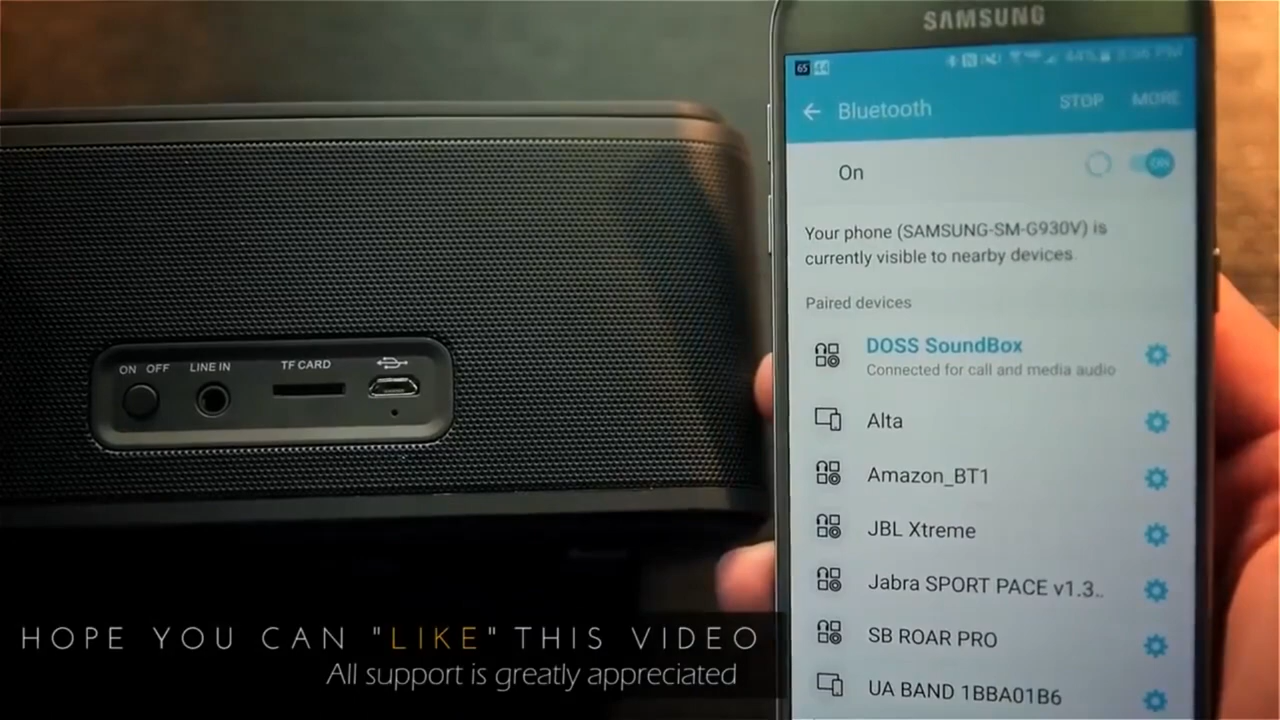 SAMSUNG
65 44
Bluetooth STOP MORE
On
Your phone (SAMSUNG-SM-G930V) is
currently visible to nearby devices.
Paired devices
DOSS SoundBox
Connected for call and media audio
Alta
Amazon_BT1
JBL Xtreme
Jabra SPORT PACE v1.3..
SB ROAR PRO
UA BAND 1BBA01B6
ON OFF LINE IN TF CARD
HOPE YOU CAN "LIKE" THIS VIDEO
All support is greatly appreciated